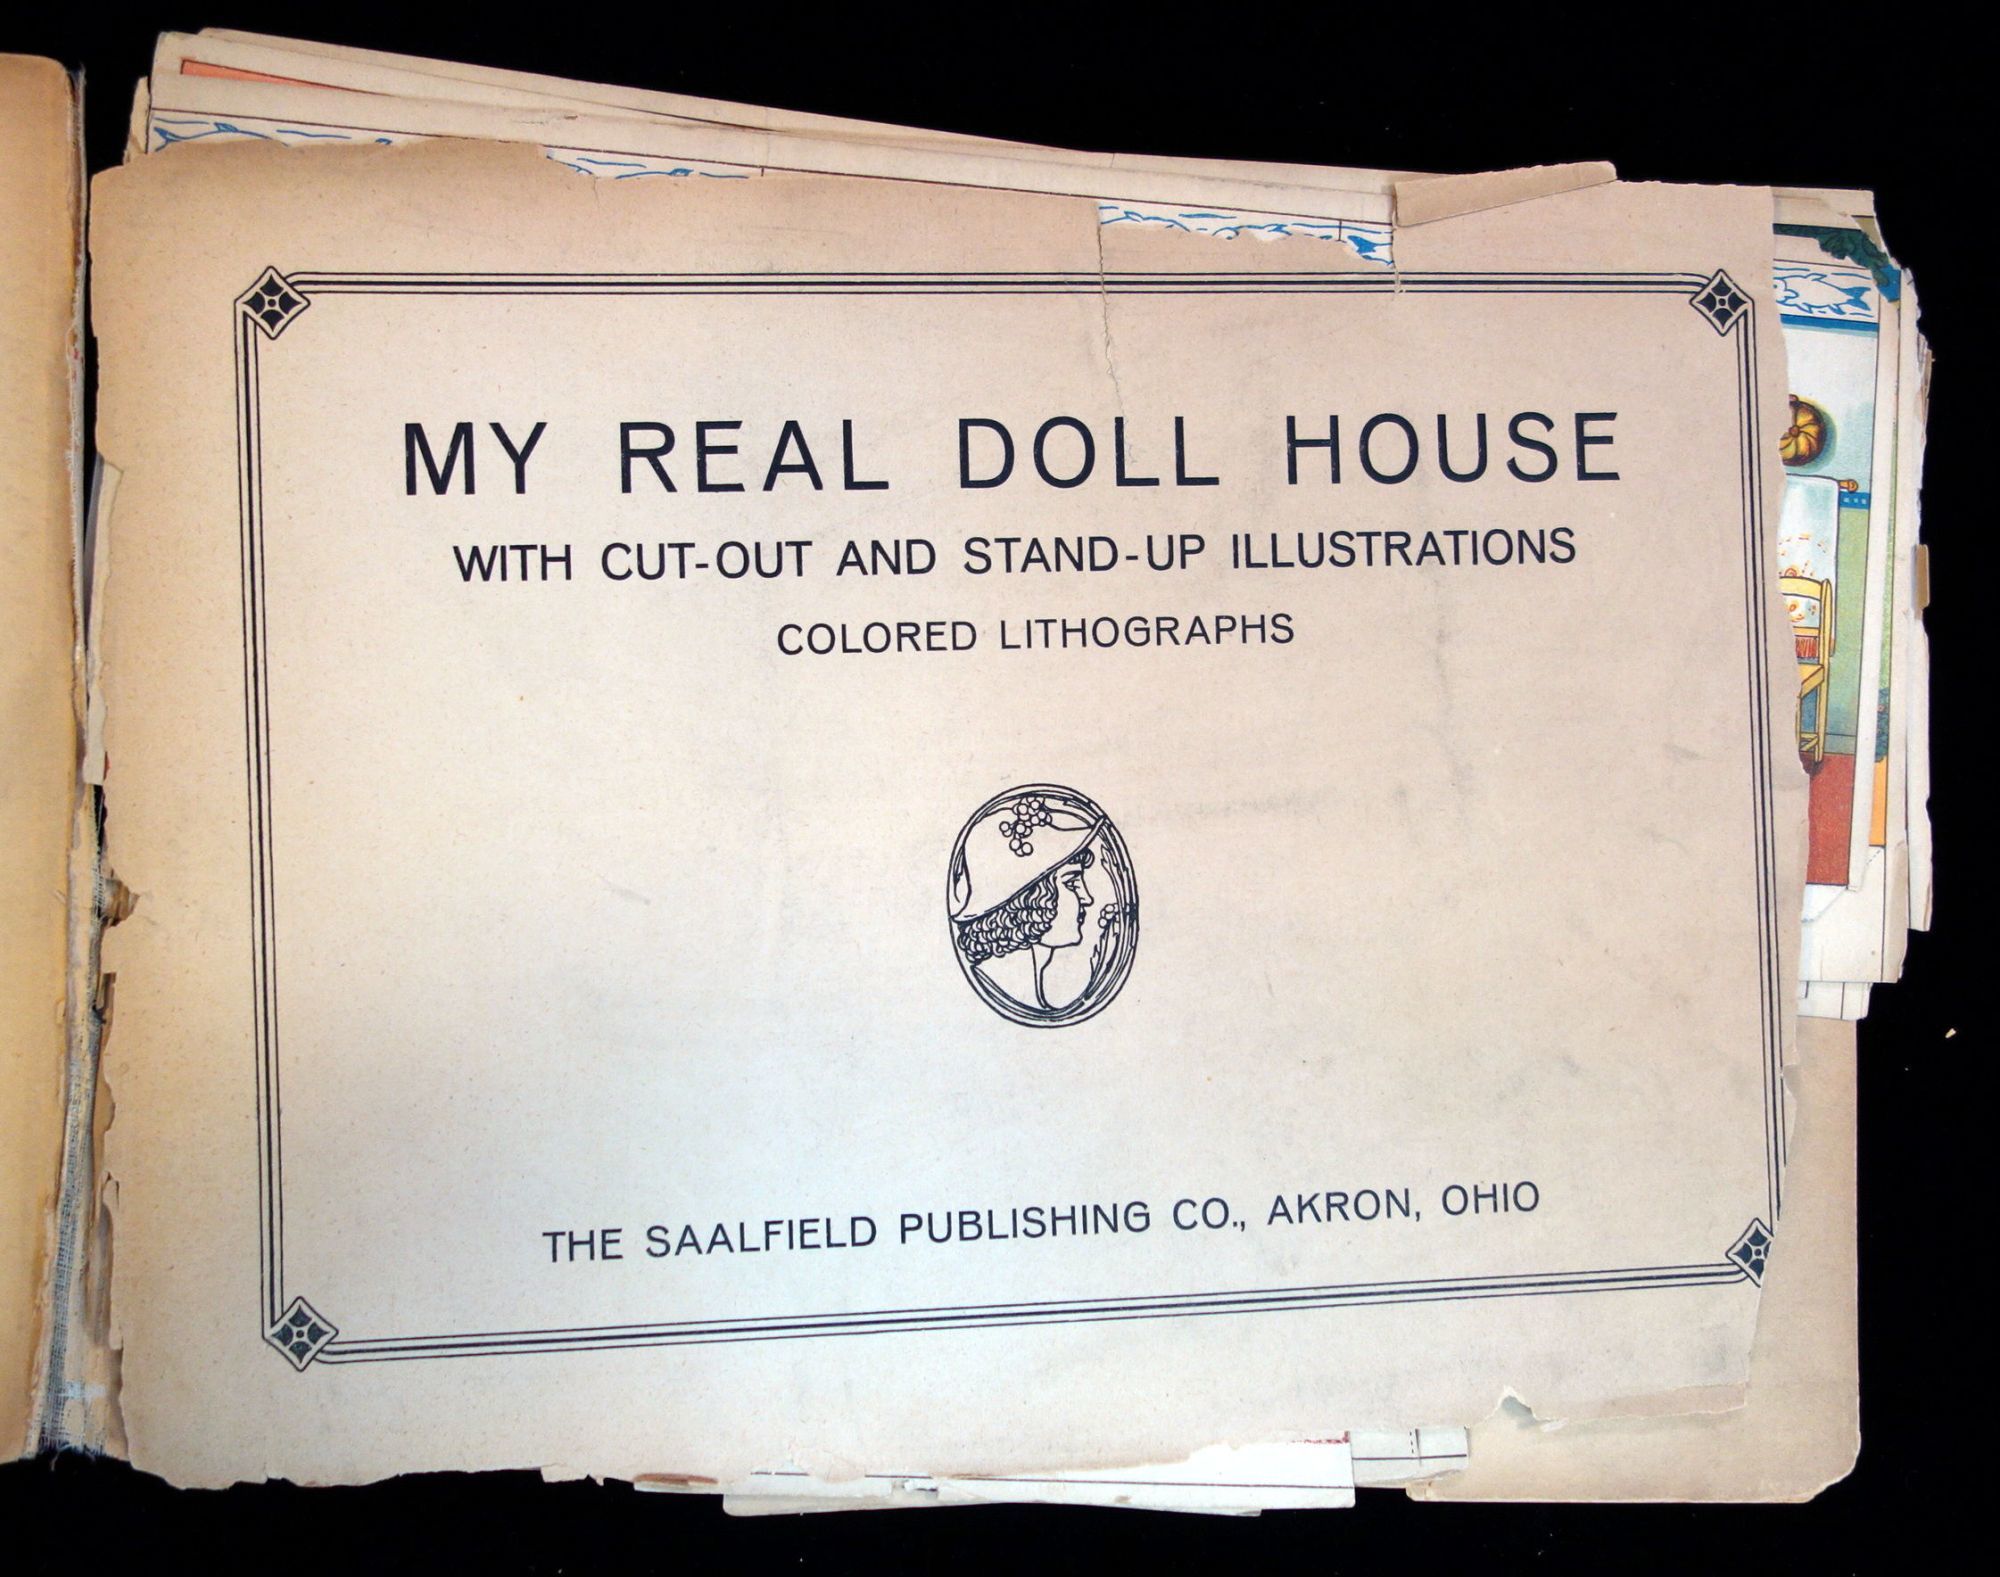 MY REAL DOLL HOUSE
WITH CUT-OUT AND STAND-UP ILLUSTRATIONS
COLORED LITHOGRAPHS
THE SAALFIELD PUBLISHING CO., AKRON, OHIO